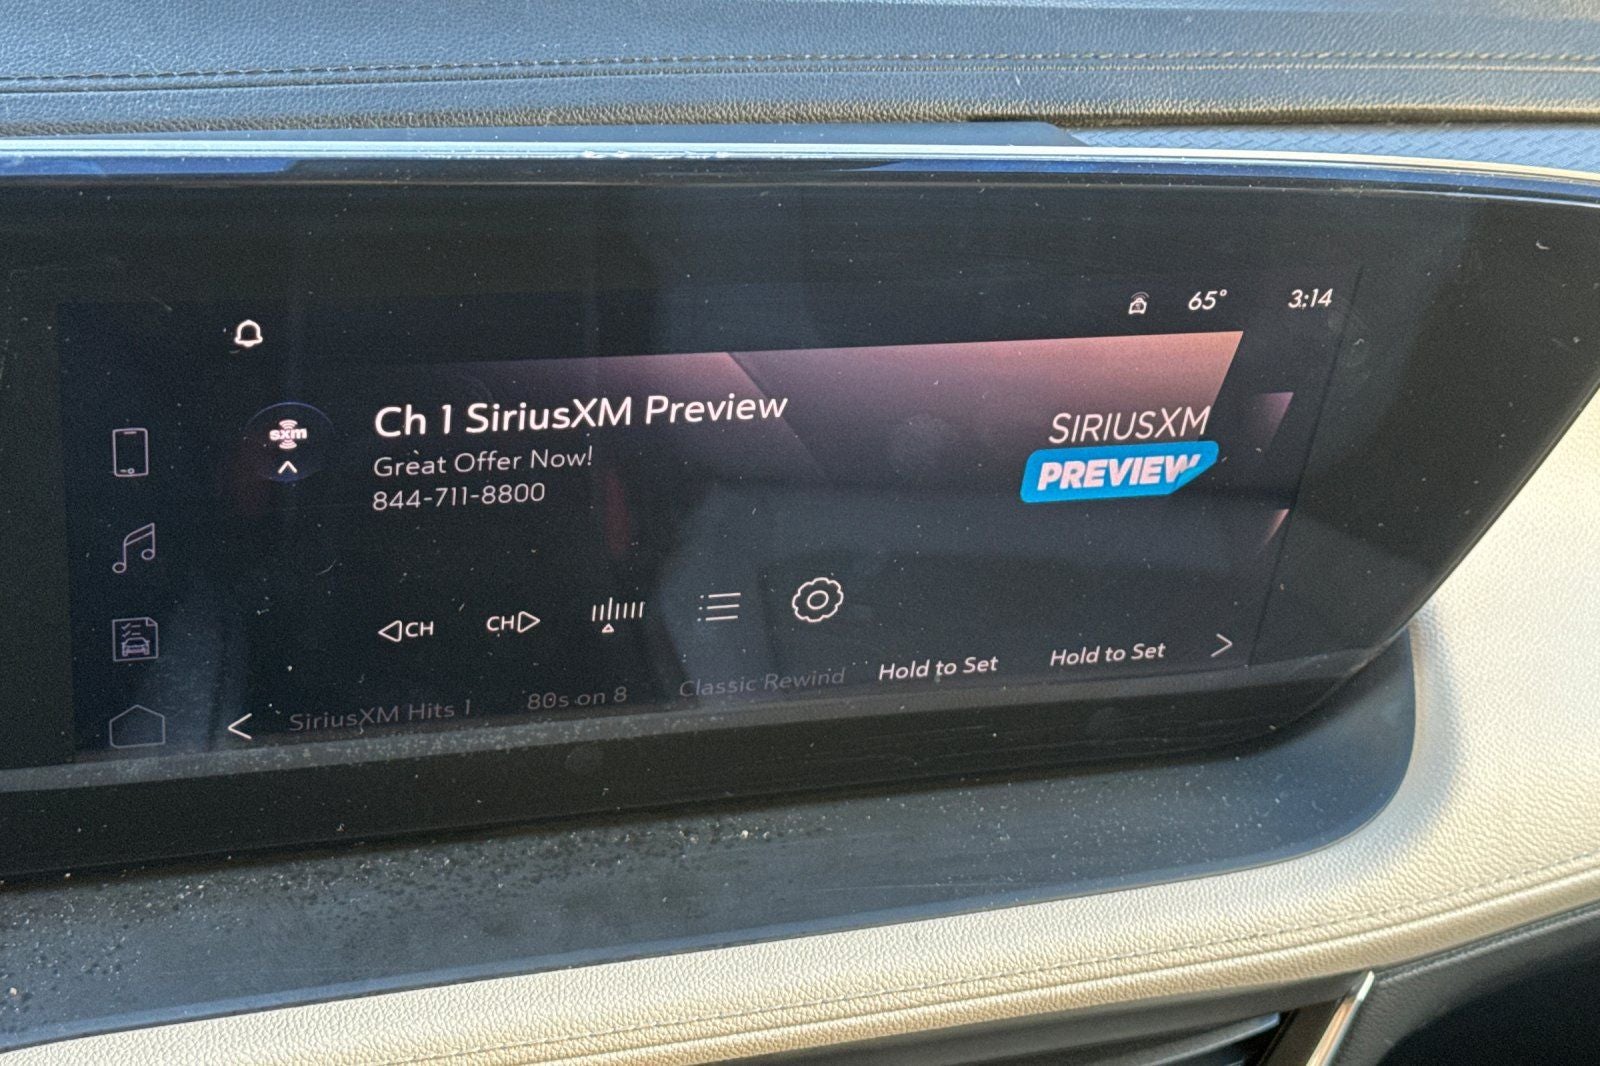 65° 3:14
sxm
Ch 1 SiriusXM Preview
Great Offer Now!
844-711-8800
SIRIUSXM
PREVIEW
CH CH
SiriusXM Hits 1 80s on 8 Classic Rewind Hold to Set Hold to Set